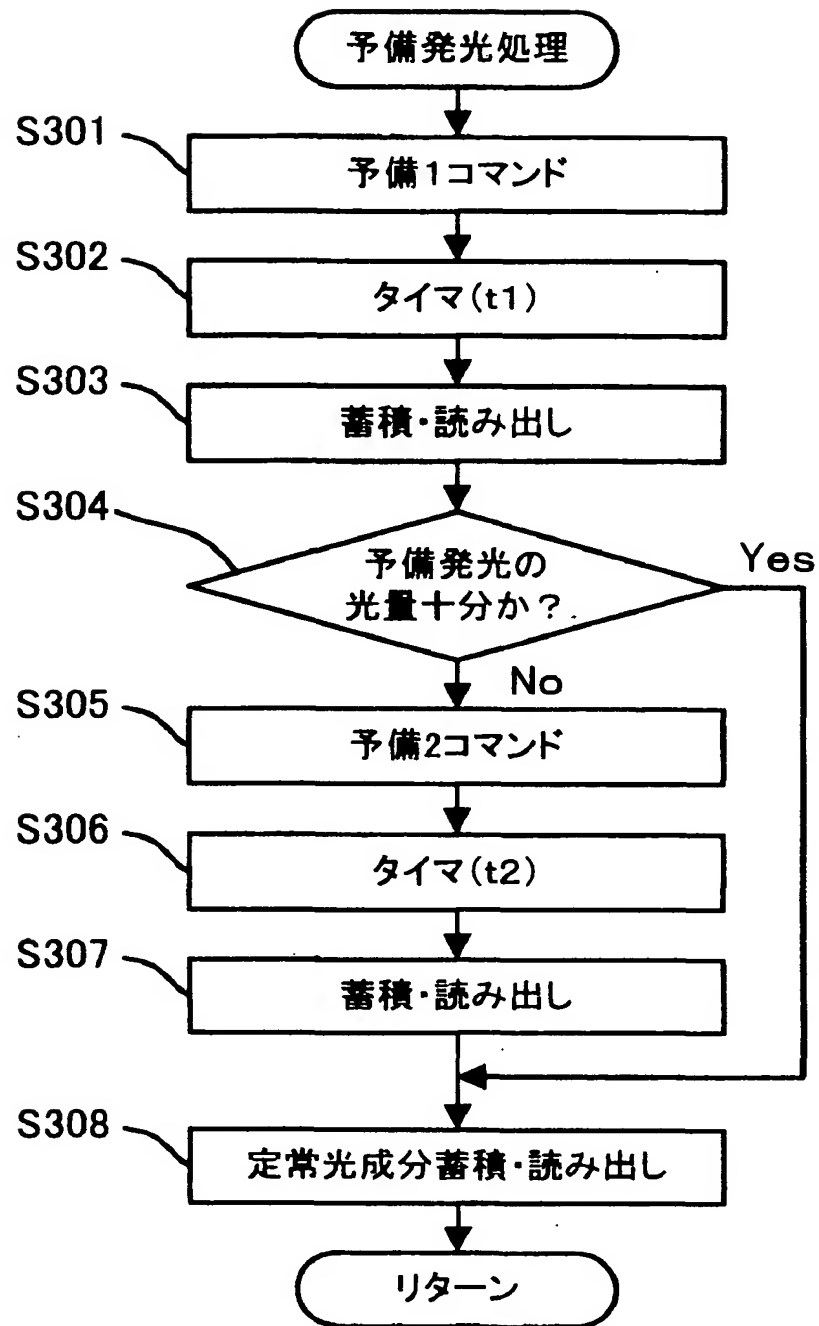 予備発光処理
S301
予備1コマンド
S302
タイマ(t1)
S303
蓄積・読み出し
S304
予備発光の
光量十分か?
Yes
No
S305
予備2コマンド
S306
タイマ(t2)
S307
蓄積・読み出し
S308
定常光成分蓄積・読み出し
リターン